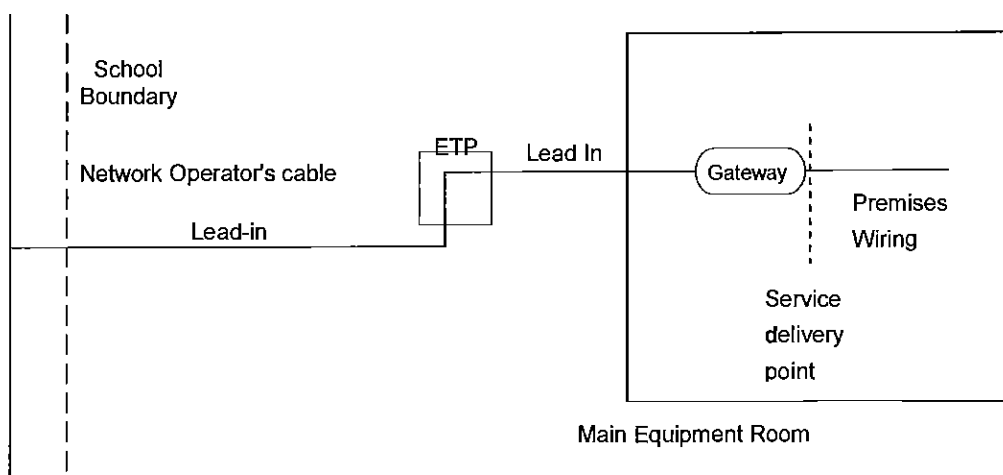 School
Boundary
Network Operator's cable
Lead-in
ETP
Lead In
Gateway
Premises
Wiring
Service
delivery
point
Main Equipment Room